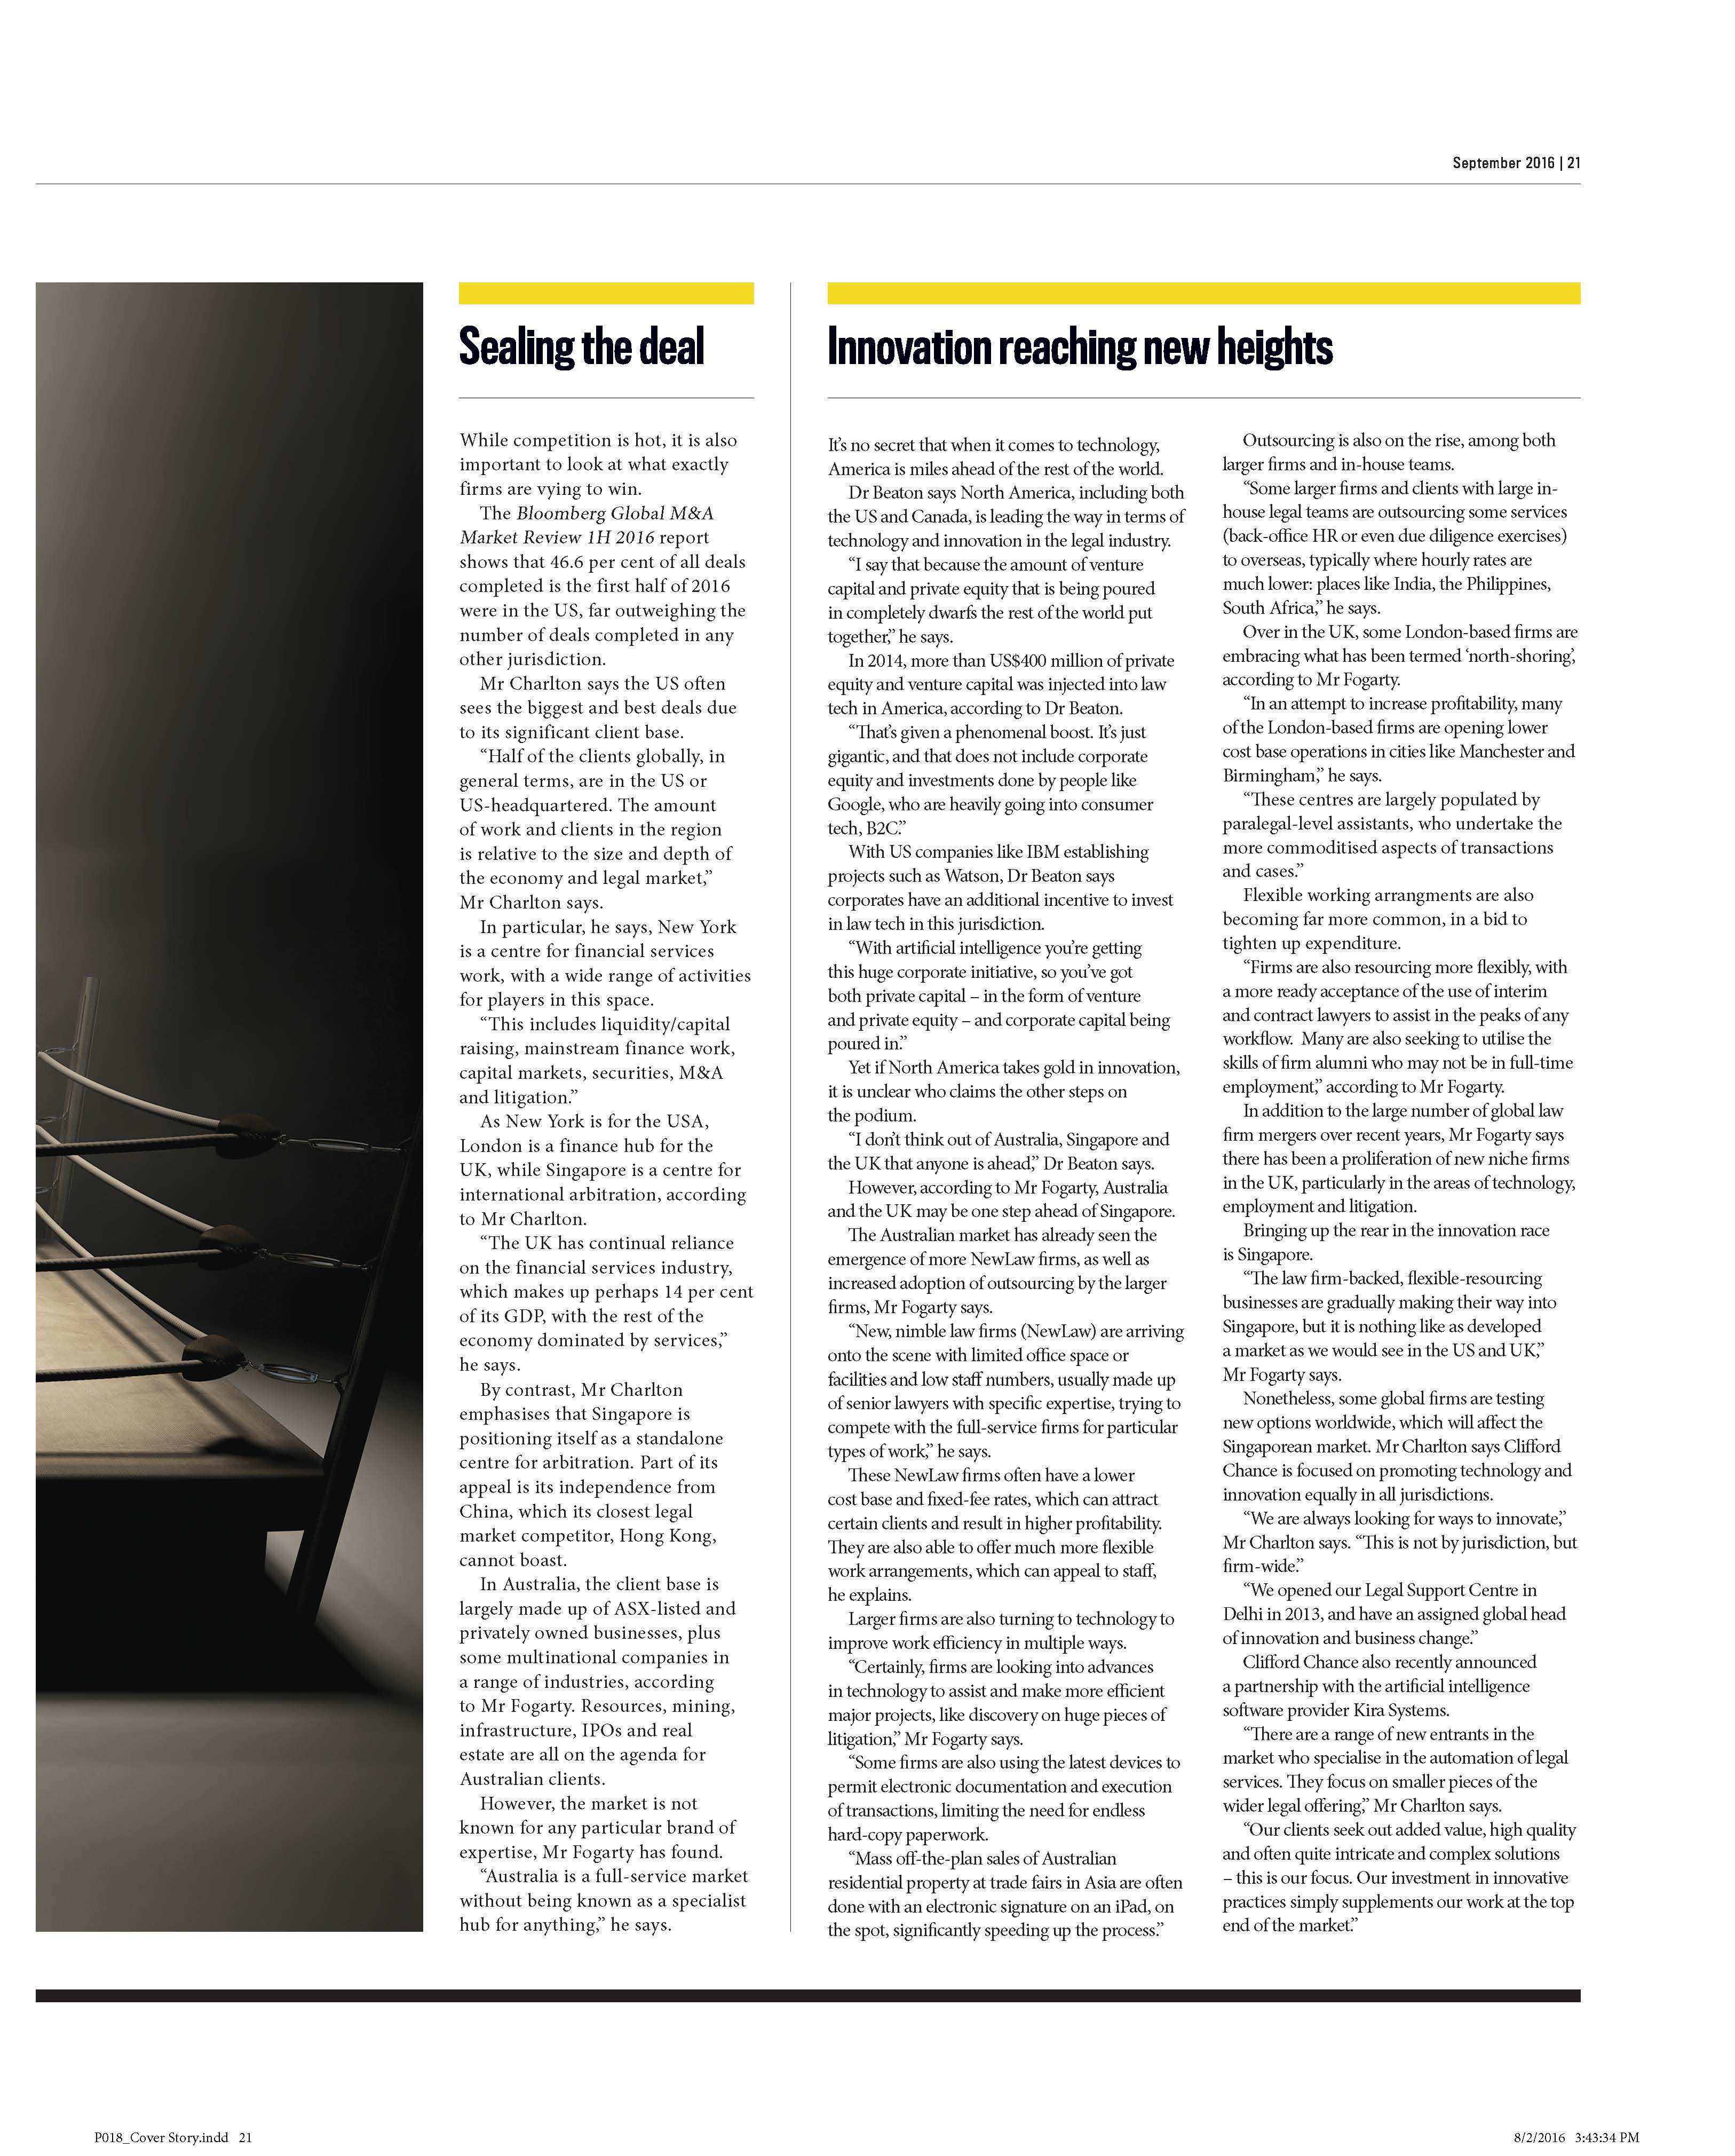 September 2016 | 21
Sealing the deal
While competition is hot, it is also
important to look at what exactly
firms are vying to win.
The Bloomberg Global M&A
Market Review 1H 2016 report
shows that 46.6 per cent of all deals
completed is the first half of 2016
were in the US, far outweighing the
number of deals completed in any
other jurisdiction.
Mr Charlton says the US often
sees the biggest and best deals due
to its significant client base.
“Half of the clients globally, in
general terms, are in the US or
US-headquartered. The amount
of work and clients in the region
is relative to the size and depth of
the economy and legal market,”
Mr Charlton says.
In particular, he says, New York
is a centre for financial services
work, with a wide range of activities
for players in this space.
“This includes liquidity/capital
raising, mainstream finance work,
capital markets, securities, M&A
and litigation.”
As New York is for the USA,
London is a finance hub for the
UK, while Singapore is a centre for
international arbitration, according
to Mr Charlton.
“The UK has continual reliance
on the financial services industry,
which makes up perhaps 14 per cent
of its GDP, with the rest of the
economy dominated by services,”
he says.
By contrast, Mr Charlton
emphasises that Singapore is
positioning itself as a standalone
centre for arbitration. Part of its
appeal is its independence from
China, which its closest legal
market competitor, Hong Kong,
cannot boast.
In Australia, the client base is
largely made up of ASX-listed and
privately owned businesses, plus
some multinational companies in
a range of industries, according
to Mr Fogarty. Resources, mining,
infrastructure, IPOs and real
estate are all on the agenda for
Australian clients.
However, the market is not
known for any particular brand of
expertise, Mr Fogarty has found.
“Australia is a full-service market
without being known as a specialist
hub for anything,” he says.
Innovation reaching new heights
It’s no secret that when it comes to technology,
America is miles ahead of the rest of the world.
Dr Beaton says North America, including both
the US and Canada, is leading the way in terms of
technology and innovation in the legal industry.
“I say that because the amount of venture
capital and private equity that is being poured
in completely dwarfs the rest of the world put
together,” he says.
In 2014, more than US$400 million of private
equity and venture capital was injected into law
tech in America, according to Dr Beaton.
“That’s given a phenomenal boost. It’s just
gigantic, and that does not include corporate
equity and investments done by people like
Google, who are heavily going into consumer
tech, B2C.”
With US companies like IBM establishing
projects such as Watson, Dr Beaton says
corporates have an additional incentive to invest
in law tech in this jurisdiction.
“With artificial intelligence you’re getting
this huge corporate initiative, so you’ve got
both private capital – in the form of venture
and private equity – and corporate capital being
poured in.”
Yet if North America takes gold in innovation,
it is unclear who claims the other steps on
the podium.
“I don’t think out of Australia, Singapore and
the UK that anyone is ahead,” Dr Beaton says.
However, according to Mr Fogarty, Australia
and the UK may be one step ahead of Singapore.
The Australian market has already seen the
emergence of more NewLaw firms, as well as
increased adoption of outsourcing by the larger
firms, Mr Fogarty says.
“New, nimble law firms (NewLaw) are arriving
onto the scene with limited office space or
facilities and low staff numbers, usually made up
of senior lawyers with specific expertise, trying to
compete with the full-service firms for particular
types of work,” he says.
These NewLaw firms often have a lower
cost base and fixed-fee rates, which can attract
certain clients and result in higher profitability.
They are also able to offer much more flexible
work arrangements, which can appeal to staff,
he explains.
Larger firms are also turning to technology to
improve work efficiency in multiple ways.
“Certainly, firms are looking into advances
in technology to assist and make more efficient
major projects, like discovery on huge pieces of
litigation,” Mr Fogarty says.
“Some firms are also using the latest devices to
permit electronic documentation and execution
of transactions, limiting the need for endless
hard-copy paperwork.
“Mass off-the-plan sales of Australian
residential property at trade fairs in Asia are often
done with an electronic signature on an iPad, on
the spot, significantly speeding up the process.”
Outsourcing is also on the rise, among both
larger firms and in-house teams.
“Some larger firms and clients with large in-
house legal teams are outsourcing some services
(back-office HR or even due diligence exercises)
to overseas, typically where hourly rates are
much lower: places like India, the Philippines,
South Africa,” he says.
Over in the UK, some London-based firms are
embracing what has been termed ‘north-shoring’,
according to Mr Fogarty.
“In an attempt to increase profitability, many
of the London-based firms are opening lower
cost base operations in cities like Manchester and
Birmingham,” he says.
“These centres are largely populated by
paralegal-level assistants, who undertake the
more commoditised aspects of transactions
and cases.”
Flexible working arrangments are also
becoming far more common, in a bid to
tighten up expenditure.
“Firms are also resourcing more flexibly, with
a more ready acceptance of the use of interim
and contract lawyers to assist in the peaks of any
workflow. Many are also seeking to utilise the
skills of firm alumni who may not be in full-time
employment,” according to Mr Fogarty.
In addition to the large number of global law
firm mergers over recent years, Mr Fogarty says
there has been a proliferation of new niche firms
in the UK, particularly in the areas of technology,
employment and litigation.
Bringing up the rear in the innovation race
is Singapore.
“The law firm-backed, flexible-resourcing
businesses are gradually making their way into
Singapore, but it is nothing like as developed
a market as we would see in the US and UK,”
Mr Fogarty says.
Nonetheless, some global firms are testing
new options worldwide, which will affect the
Singaporean market. Mr Charlton says Clifford
Chance is focused on promoting technology and
innovation equally in all jurisdictions.
“We are always looking for ways to innovate,”
Mr Charlton says. “This is not by jurisdiction, but
firm-wide.”
“We opened our Legal Support Centre in
Delhi in 2013, and have an assigned global head
of innovation and business change.”
Clifford Chance also recently announced
a partnership with the artificial intelligence
software provider Kira Systems.
“There are a range of new entrants in the
market who specialise in the automation of legal
services. They focus on smaller pieces of the
wider legal offering,” Mr Charlton says.
“Our clients seek out added value, high quality
and often quite intricate and complex solutions
– this is our focus. Our investment in innovative
practices simply supplements our work at the top
end of the market.”
P018_Cover Story.indd 21
8/2/2016 3:43:34 PM